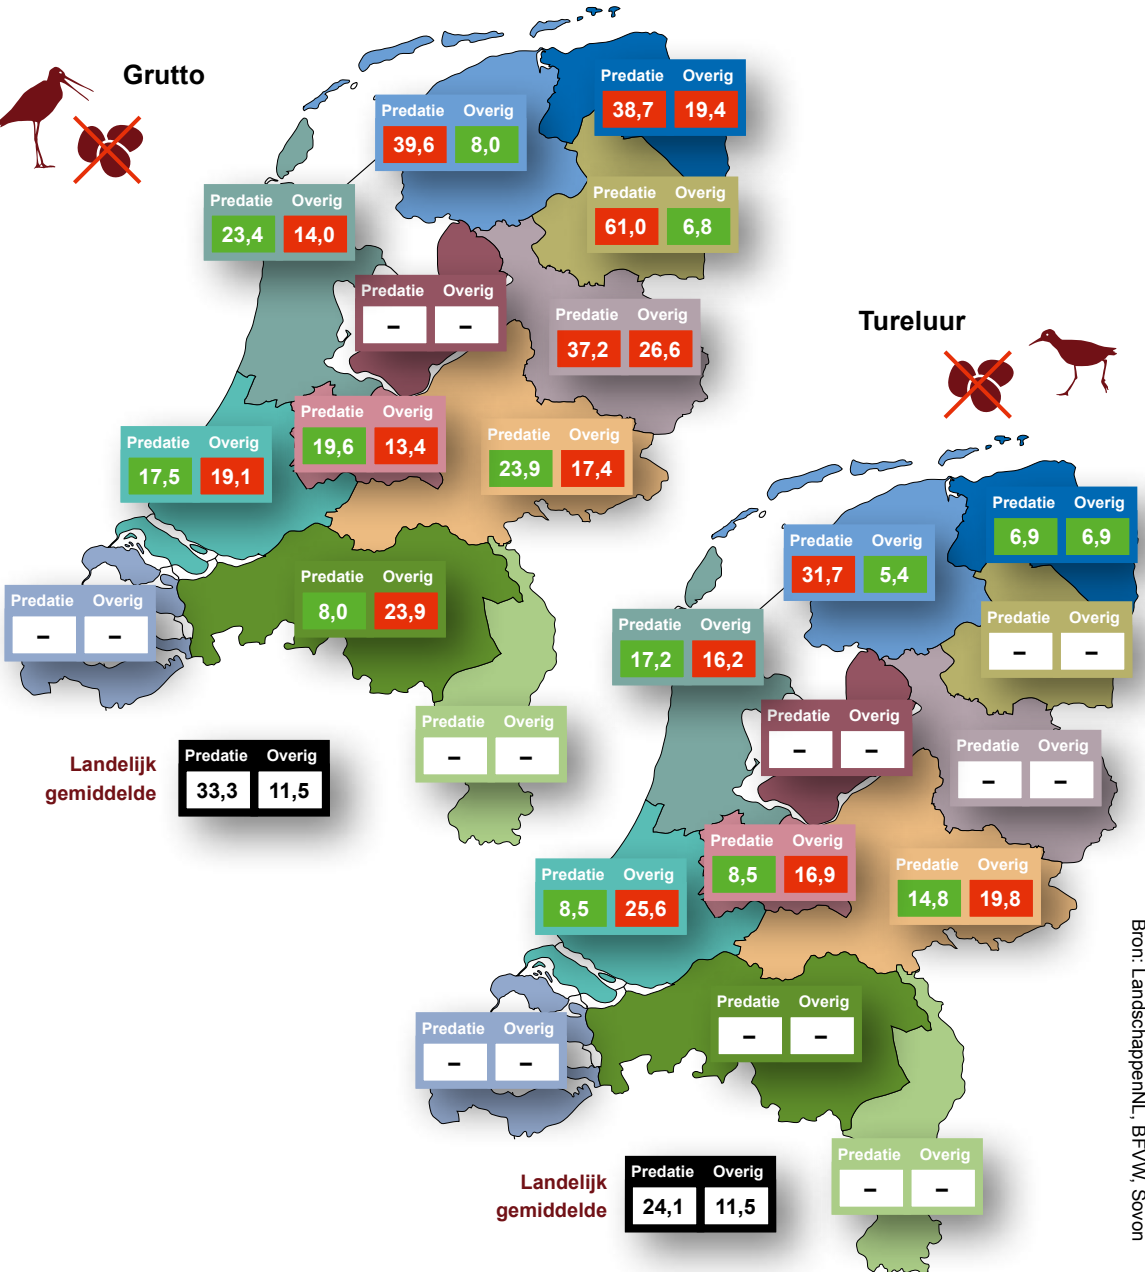 Grutto
Predatie Overig
38,7 19,4
Predatie Overig
39,6 8,0
Predatie Overig
61,0 6,8
Predatie Overig
23,4 14,0
Predatie Overig
– –
Predatie Overig
37,2 26,6
Predatie Overig
19,6 13,4
Predatie Overig
23,9 17,4
Predatie Overig
17,5 19,1
Predatie Overig
8,0 23,9
Predatie Overig
– –
Predatie Overig
– –
Landelijk
gemiddelde
Predatie Overig
33,3 11,5
Tureluur
Predatie Overig
6,9 6,9
Predatie Overig
31,7 5,4
Predatie Overig
– –
Predatie Overig
17,2 16,2
Predatie Overig
– –
Predatie Overig
– –
Predatie Overig
8,5 16,9
Predatie Overig
14,8 19,8
Predatie Overig
8,5 25,6
Predatie Overig
– –
Predatie Overig
– –
Predatie Overig
– –
Landelijk
gemiddelde
Predatie Overig
24,1 11,5
Bron: LandschappenNL, BFVW, Sovon